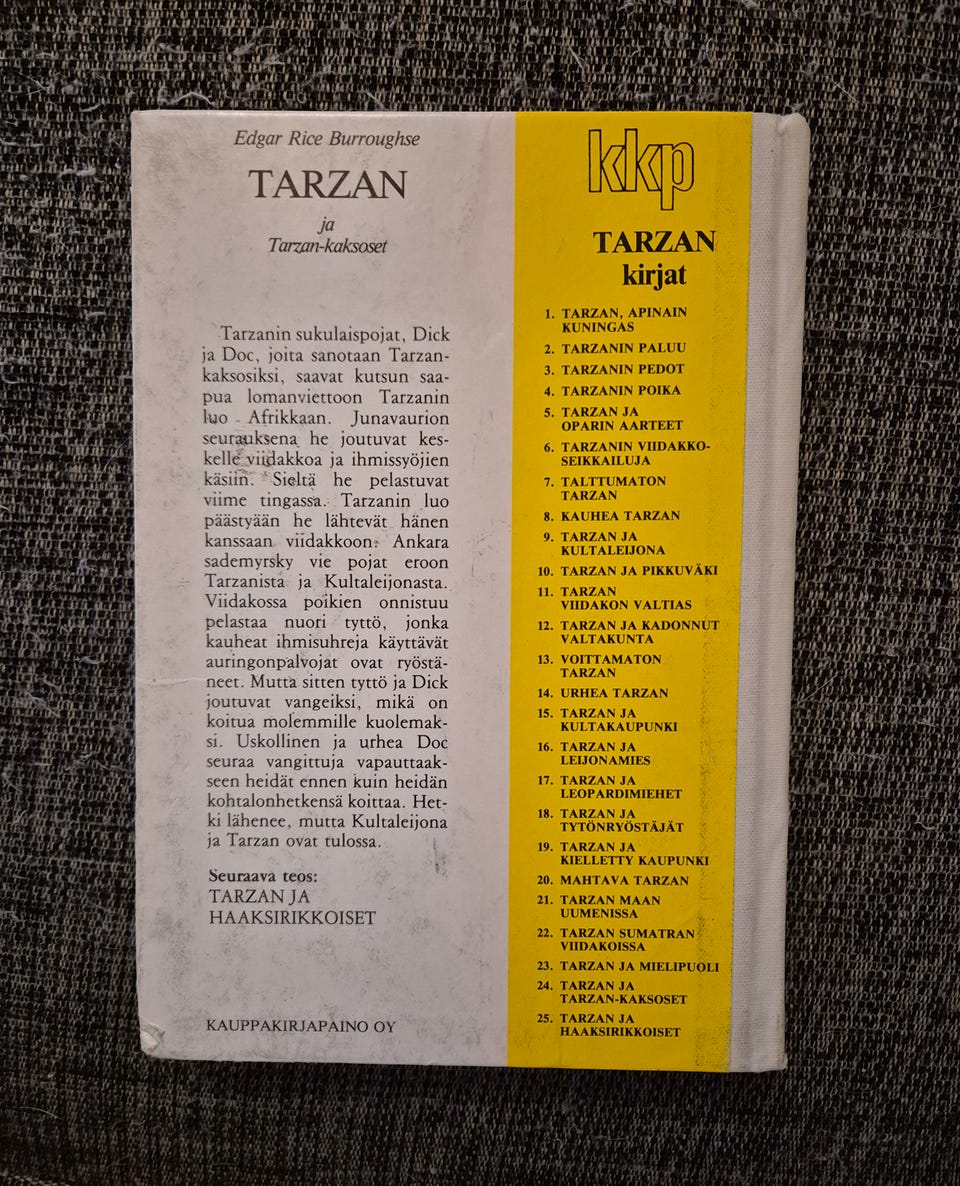 Edgar Rice Burroughse
TARZAN
ja
Tarzan-kaksoset
Tarzanin sukulaispojat, Dick
ja Doc, joita sanotaan Tarzan-
kaksosiksi, saavat kutsun saa-
pua lomanviettoon Tarzanin
luo Afrikkaan. Junavaurion
seurauksena he joutuvat kes-
kelle viidakkoa ja ihmissyöjien
käsiin. Sieltä he pelastuvat
viime tingassa. Tarzanin luo
päästyään he lähtevät hänen
kanssaan viidakkoon. Ankara
sademyrsky vie pojat eroon
Tarzanista ja Kultaleijonasta.
Viidakossa poikien onnistuu
pelastaa nuori tyttö, jonka
kauheat ihmisuhreja käyttävät
auringonpalvojat ovat ryöstä-
neet. Mutta sitten tyttö ja Dick
joutuvat vangeiksi, mikä on
koitua molemmille kuolemak-
si. Uskollinen ja urhea Doc
seuraa vangittuja vapauttaak-
seen heidät ennen kuin heidän
kohtalonhetkensä koittaa. Het-
ki lähenee, mutta Kultaleijona
ja Tarzan ovat tulossa.
Seuraava teos:
TARZAN JA
HAAKSIRIKKOISET
KAUPPAKIRJAPAINO OY
kkp
TARZAN
kirjat
1. TARZAN, APINAIN
KUNINGAS
2. TARZANIN PALUU
3. TARZANIN PEDOT
4. TARZANIN POIKA
5. TARZAN JA
OPARIN AARTEET
6. TARZANIN VIIDAKKO-
SEIKKAILUJA
7. TALTTUMATON
TARZAN
8. KAUHEA TARZAN
9. TARZAN JA
KULTALEIJONA
10. TARZAN JA PIKKUVÄKI
11. TARZAN
VIIDAKON VALTIAS
12. TARZAN JA KADONNUT
VALTAKUNTA
13. VOITTAMATON
TARZAN
14. URHEA TARZAN
15. TARZAN JA
KULTAKAUPUNKI
16. TARZAN JA
LEIJONAMIES
17. TARZAN JA
LEOPARDIMIEHET
18. TARZAN JA
TYTÖNRYÖSTÄJÄT
19. TARZAN JA
KIELLETTY KAUPUNKI
20. MAHTAVA TARZAN
21. TARZAN MAAN
UUMENISSA
22. TARZAN SUMATRAN
VIIDAKOISSA
23. TARZAN JA MIELIPUOLI
24. TARZAN JA
TARZAN-KAKSOSET
25. TARZAN JA
HAAKSIRIKKOISET